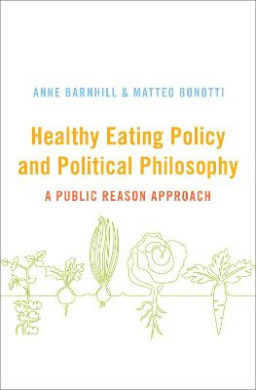 ANNE BARNHILL & MATTEO BONOTTI
Healthy Eating Policy
and Political Philosophy
A PUBLIC REASON APPROACH